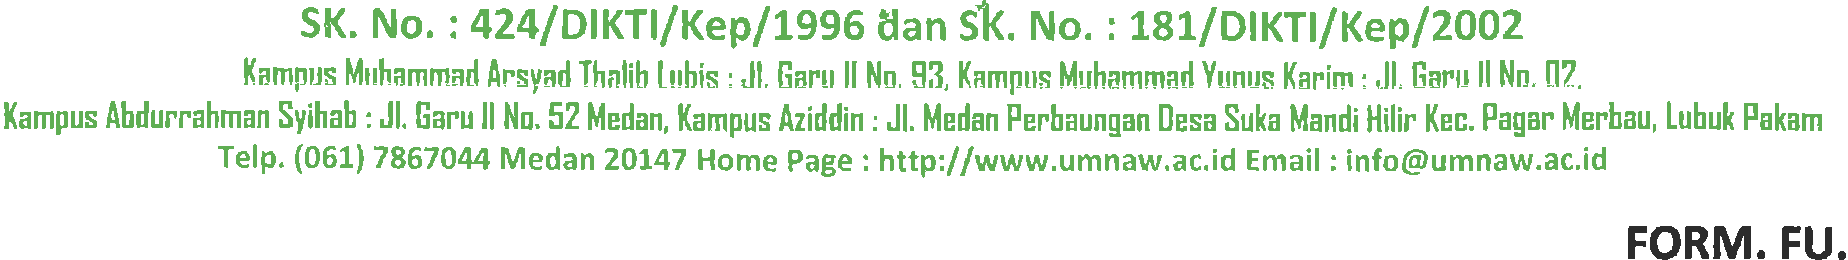 SK. No. : 424/DIKTI/Kep/1996 dan SK. No. : 181/DIKTI/Kep/2002
Kampus Muhammad Arsyad Thalib Lubis : Jl. Garu II No. 93, Kampus Muhammad Yunus Karim : Jl. Garu II No. 02,
Kampus Abdurrahman Syihab : Jl. Garu II No. 52 Medan, Kampus Aziddin : Jl. Medan Perbaungan Desa Suka Mandi Hilir Kec. Pagar Merbau, Lubuk Pakam
Telp. (061) 7867044 Medan 20147 Home Page : http://www.umnaw.ac.id Email : info@umnaw.ac.id
FORM. FU.